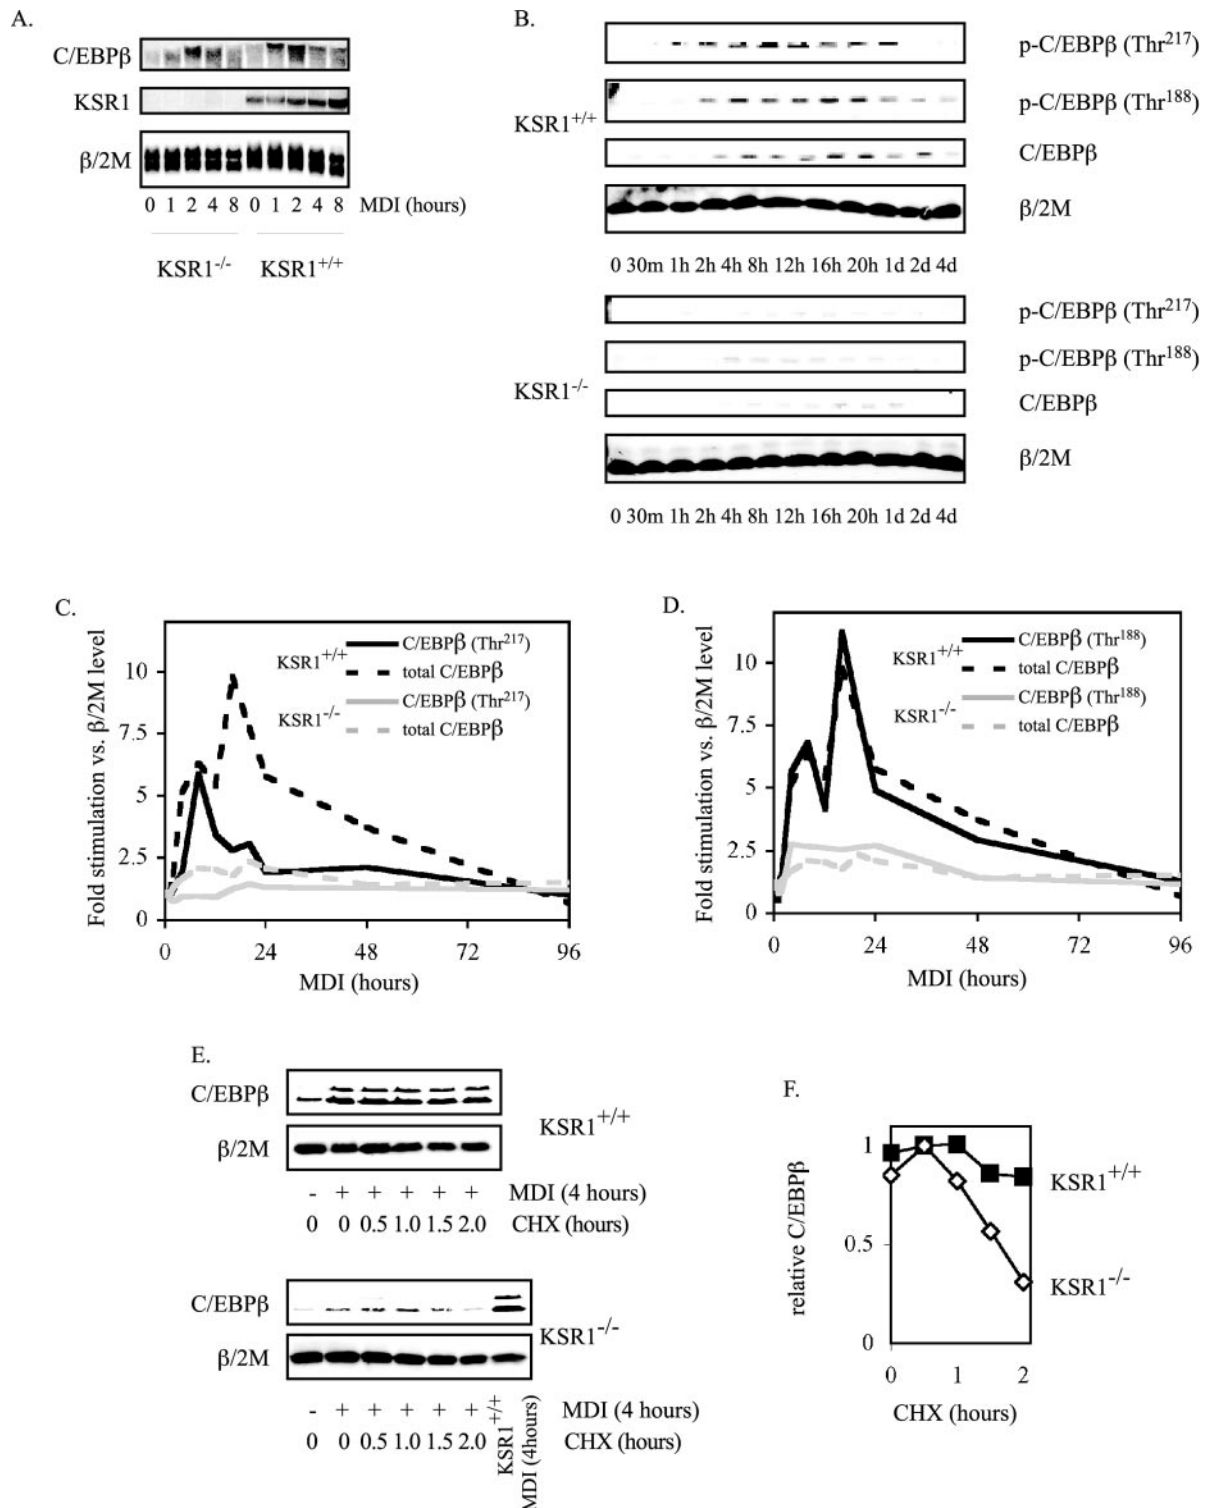 A.
C/EBPβ
KSR1
β/2M
0 1 2 4 8 0 1 2 4 8 MDI (hours)
KSR1-/- KSR1+/+
B.
KSR1+/+
p-C/EBPβ (Thr217)
p-C/EBPβ (Thr188)
C/EBPβ
β/2M
0 30m 1h 2h 4h 8h 12h 16h 20h 1d 2d 4d
KSR1-/-
p-C/EBPβ (Thr217)
p-C/EBPβ (Thr188)
C/EBPβ
β/2M
0 30m 1h 2h 4h 8h 12h 16h 20h 1d 2d 4d
C.
Fold stimulation vs. β/2M level
10
7.5
5
2.5
0
KSR1+/+
C/EBPβ (Thr217)
total C/EBPβ
KSR1-/-
C/EBPβ (Thr217)
total C/EBPβ
0 24 48 72 96
MDI (hours)
D.
Fold stimulation vs. β/2M level
10
7.5
5
2.5
0
KSR1+/+
C/EBPβ (Thr188)
total C/EBPβ
KSR1-/-
C/EBPβ (Thr188)
total C/EBPβ
0 24 48 72 96
MDI (hours)
E.
C/EBPβ
β/2M
KSR1+/+
- + + + + + MDI (4 hours)
0 0 0.5 1.0 1.5 2.0 CHX (hours)
C/EBPβ
β/2M
KSR1-/-
- + + + + + MDI (4 hours)
0 0 0.5 1.0 1.5 2.0 CHX (hours)
KSR1+/+
MDI (4hours)
F.
relative C/EBPβ
1
0.5
0
KSR1+/+
KSR1-/-
0 1 2
CHX (hours)